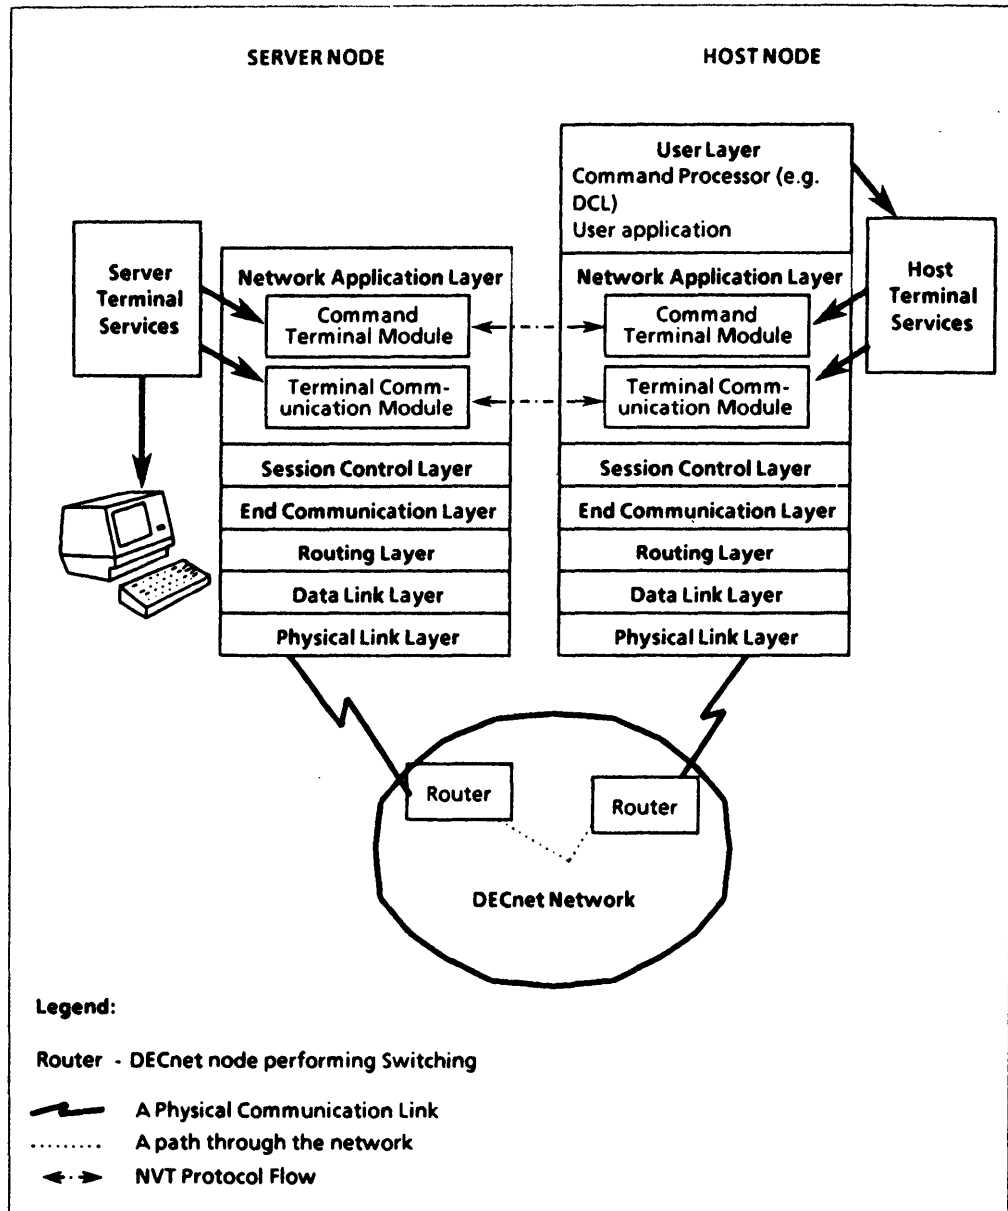 SERVER NODE
HOST NODE
User Layer
Command Processor (e.g.
DCL)
User application
Server
Terminal
Services
Network Application Layer
Command
Terminal Module
Terminal Comm-
unication Module
Session Control Layer
End Communication Layer
Routing Layer
Data Link Layer
Physical Link Layer
Network Application Layer
Command
Terminal Module
Terminal Comm-
unication Module
Session Control Layer
End Communication Layer
Routing Layer
Data Link Layer
Physical Link Layer
Host
Terminal
Services
Router
Router
DECnet Network
Legend:
Router - DECnet node performing Switching
A Physical Communication Link
A path through the network
NVT Protocol Flow